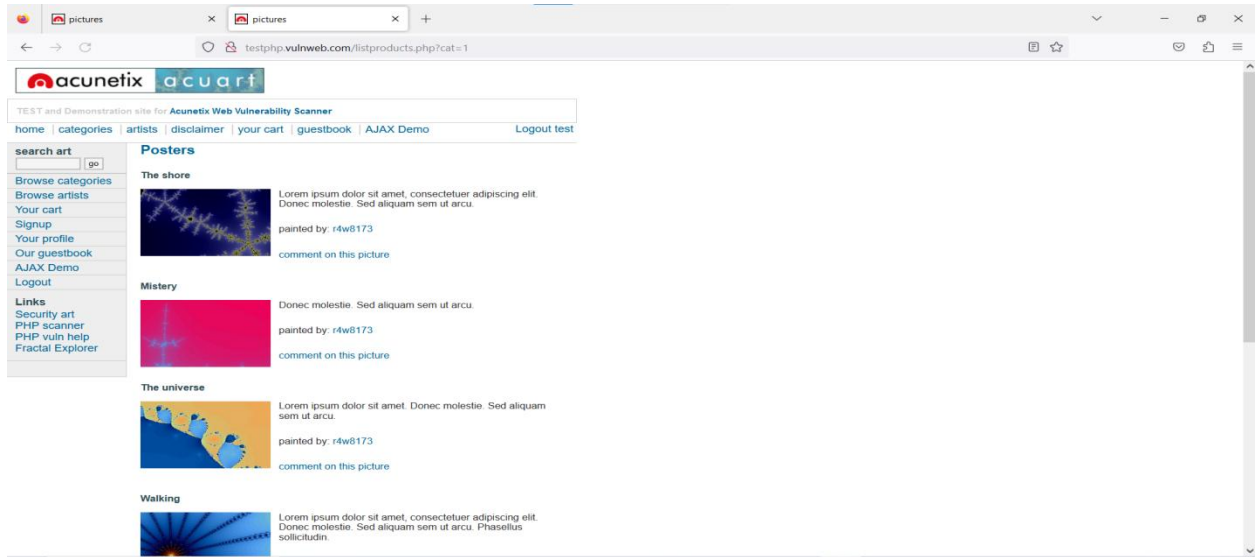 pictures
pictures
testphp.vulnweb.com/listproducts.php?cat=1
acunetix acuart
TEST and Demonstration site for Acunetix Web Vulnerability Scanner
home | categories | artists | disclaimer | your cart | guestbook | AJAX Demo
Logout test
search art
go
Browse categories
Browse artists
Your cart
Signup
Your profile
Our guestbook
AJAX Demo
Logout
Links
Security art
PHP scanner
PHP vuln help
Fractal Explorer
Posters
The shore
Lorem ipsum dolor sit amet, consectetuer adipiscing elit.
Donec molestie. Sed aliquam sem ut arcu.
painted by: r4w8173
comment on this picture
Mistery
Donec molestie. Sed aliquam sem ut arcu.
painted by: r4w8173
comment on this picture
The universe
Lorem ipsum dolor sit amet. Donec molestie. Sed aliquam
sem ut arcu.
painted by: r4w8173
comment on this picture
Walking
Lorem ipsum dolor sit amet, consectetuer adipiscing elit.
Donec molestie. Sed aliquam sem ut arcu. Phasellus
sollicitudin.